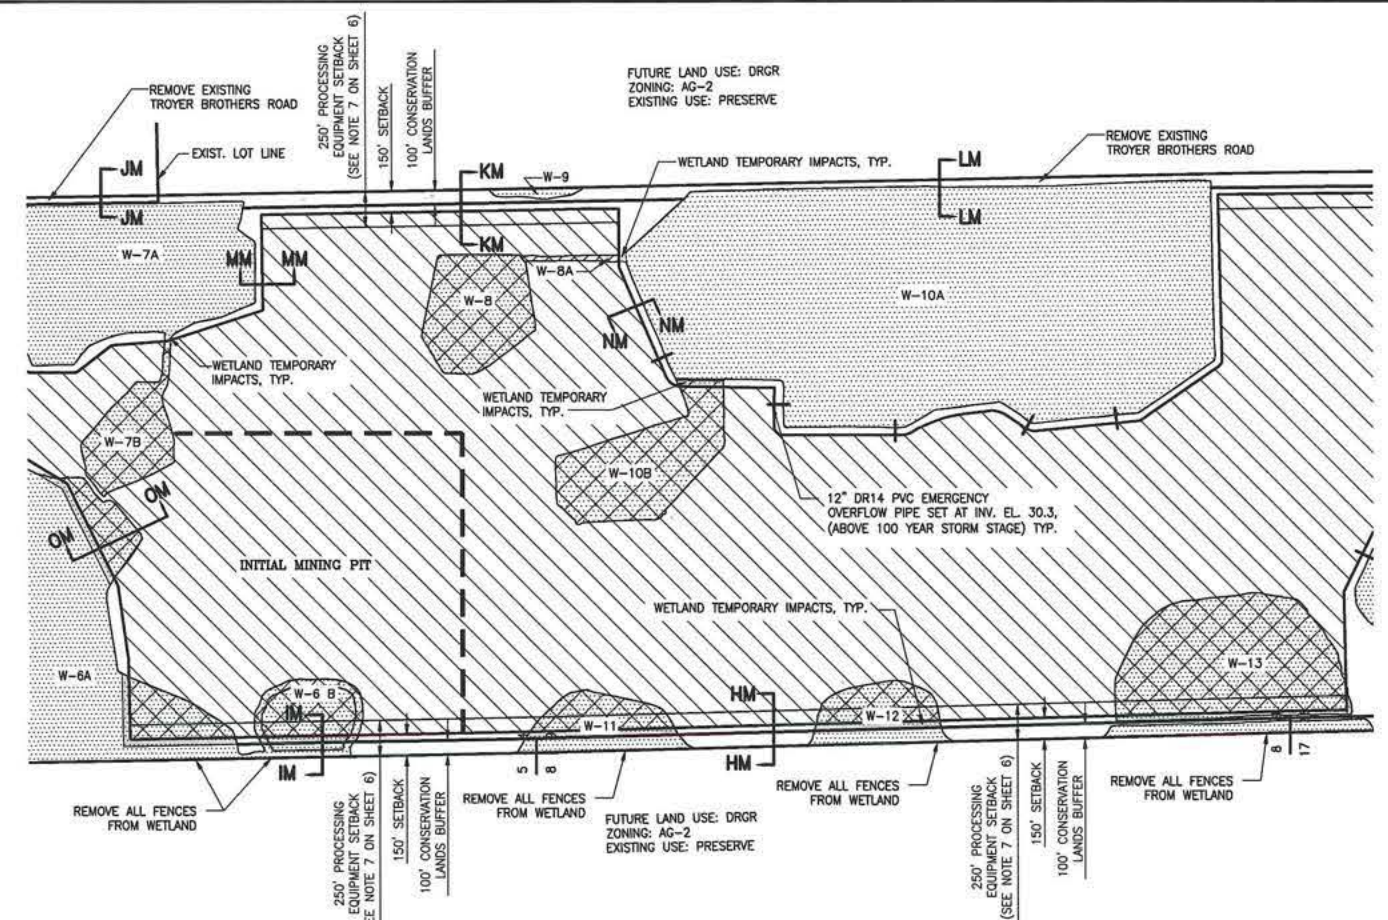 250' PROCESSING
EQUIPMENT SETBACK
(SEE NOTE 7 ON SHEET 6)
150' SETBACK
100' CONSERVATION
LANDS BUFFER
FUTURE LAND USE: DRGR
ZONING: AG-2
EXISTING USE: PRESERVE
REMOVE EXISTING
TROYER BROTHERS ROAD
EXIST. LOT LINE
JM
JM
KM
KM
W-9
WETLAND TEMPORARY IMPACTS, TYP.
LM
LM
REMOVE EXISTING
TROYER BROTHERS ROAD
W-7A
MM
MM
W-8
W-8A
W-10A
NM
NM
WETLAND TEMPORARY
IMPACTS, TYP.
WETLAND TEMPORARY
IMPACTS, TYP.
W-7B
W-10B
OM
OM
12" DR14 PVC EMERGENCY
OVERFLOW PIPE SET AT INV. EL. 30.3,
(ABOVE 100 YEAR STORM STAGE) TYP.
INITIAL MINING PIT
WETLAND TEMPORARY IMPACTS, TYP.
W-6A
W-6 B
IM
IM
W-11
HM
HM
W-12
W-13
5
8
8
17
REMOVE ALL FENCES
FROM WETLAND
250' PROCESSING
EQUIPMENT SETBACK
SEE NOTE 7 ON SHEET 6)
150' SETBACK
100' CONSERVATION
LANDS BUFFER
REMOVE ALL FENCES
FROM WETLAND
FUTURE LAND USE: DRGR
ZONING: AG-2
EXISTING USE: PRESERVE
REMOVE ALL FENCES
FROM WETLAND
250' PROCESSING
EQUIPMENT SETBACK
(SEE NOTE 7 ON SHEET 6)
150' SETBACK
100' CONSERVATION
LANDS BUFFER
REMOVE ALL FENCES
FROM WETLAND